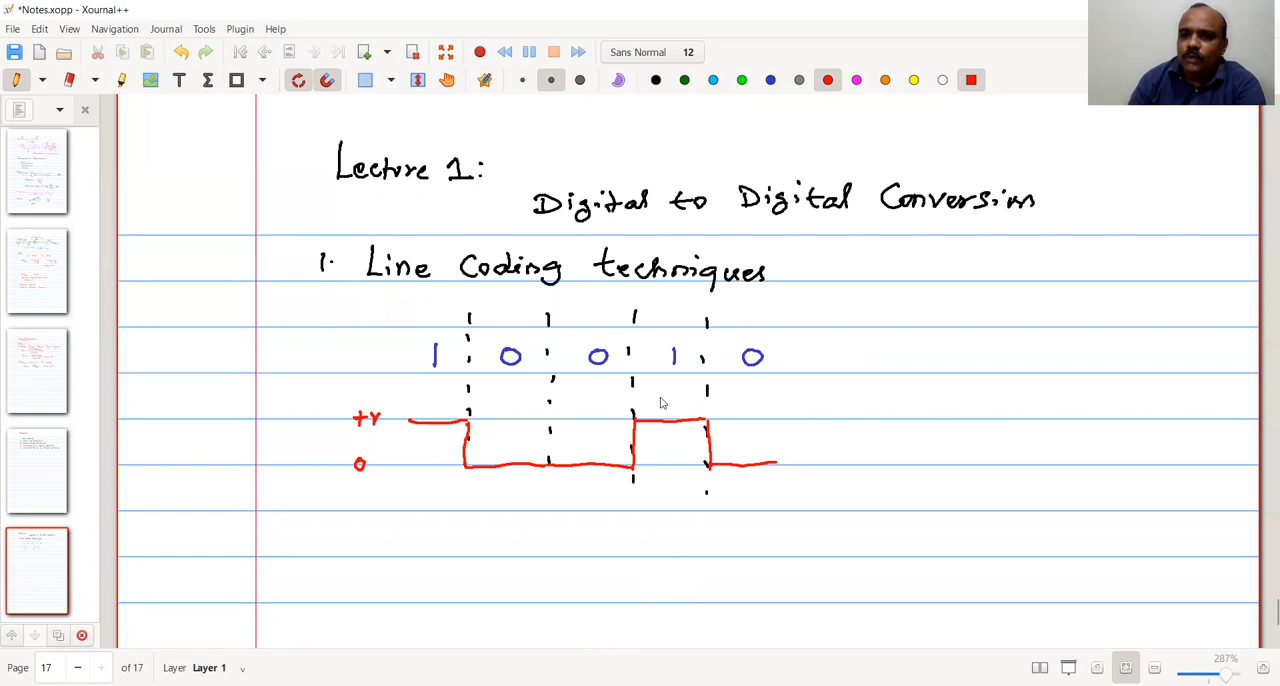 *Notes.xopp - Xournal++
File Edit View Navigation Journal Tools Plugin Help
Sans Normal 12
Lecture 1:
Digital to Digital Conversion
1. Line Coding techniques
1 0 0 1 0
+v
0
Page 17 of 17 Layer Layer 1 287%